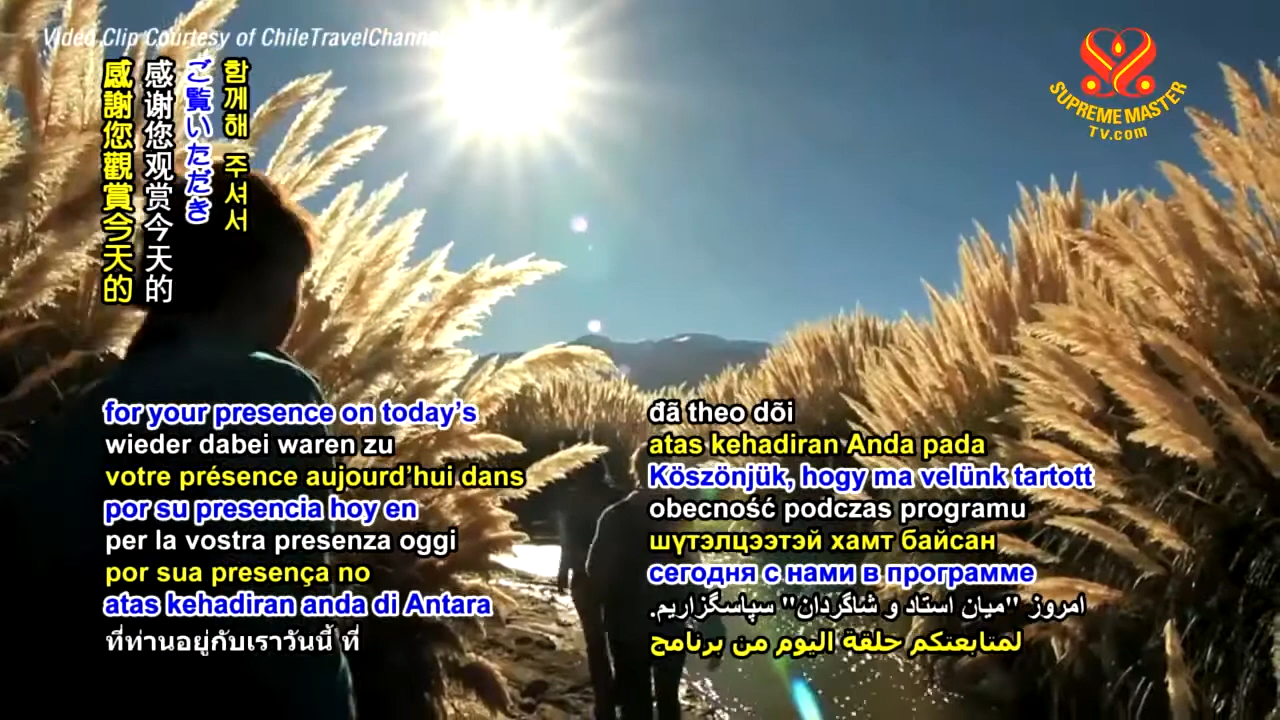 Video Clip Courtesy of ChileTravelChannel
SUPREME MASTER
TV.com
함께해 주셔서
ご覧いただき
感谢您观赏今天的
感謝您觀賞今天的
for your presence on today's
wieder dabei waren zu
votre présence aujourd'hui dans
por su presencia hoy en
per la vostra presenza oggi
por sua presença no
atas kehadiran anda di Antara
ที่ท่านอยู่กับเราวันนี้ ที่
đã theo dõi
atas kehadiran Anda pada
Köszönjük, hogy ma velünk tartott
obecność podczas programu
шүтэлцээтэй хамт байсан
сегодня с нами в программе
امروز "میان استاد و شاگردان" سپاسگزاریم.
لمتابعتكم حلقة اليوم من برنامج